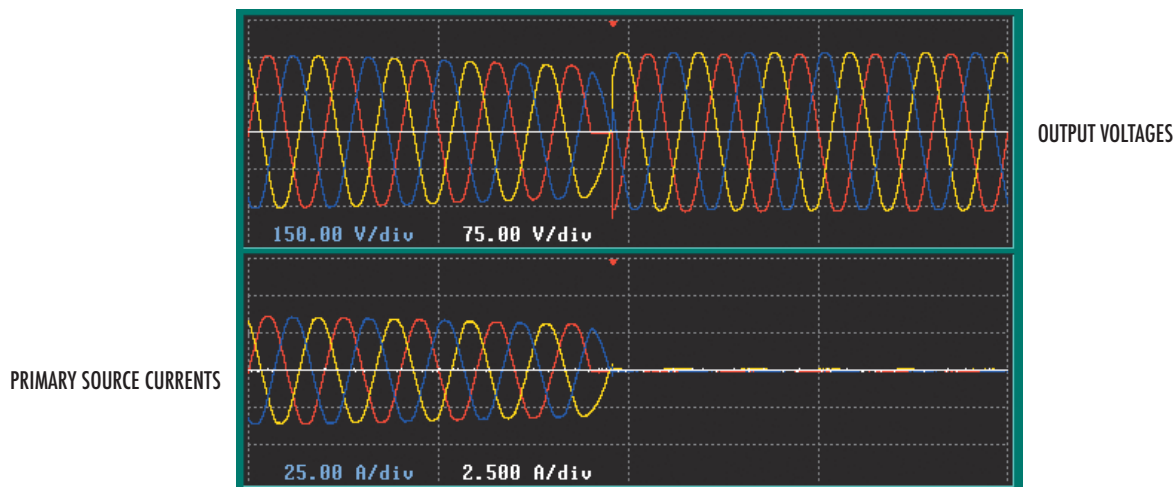 OUTPUT VOLTAGES
150.00 V/div 75.00 V/div
PRIMARY SOURCE CURRENTS
25.00 A/div 2.500 A/div